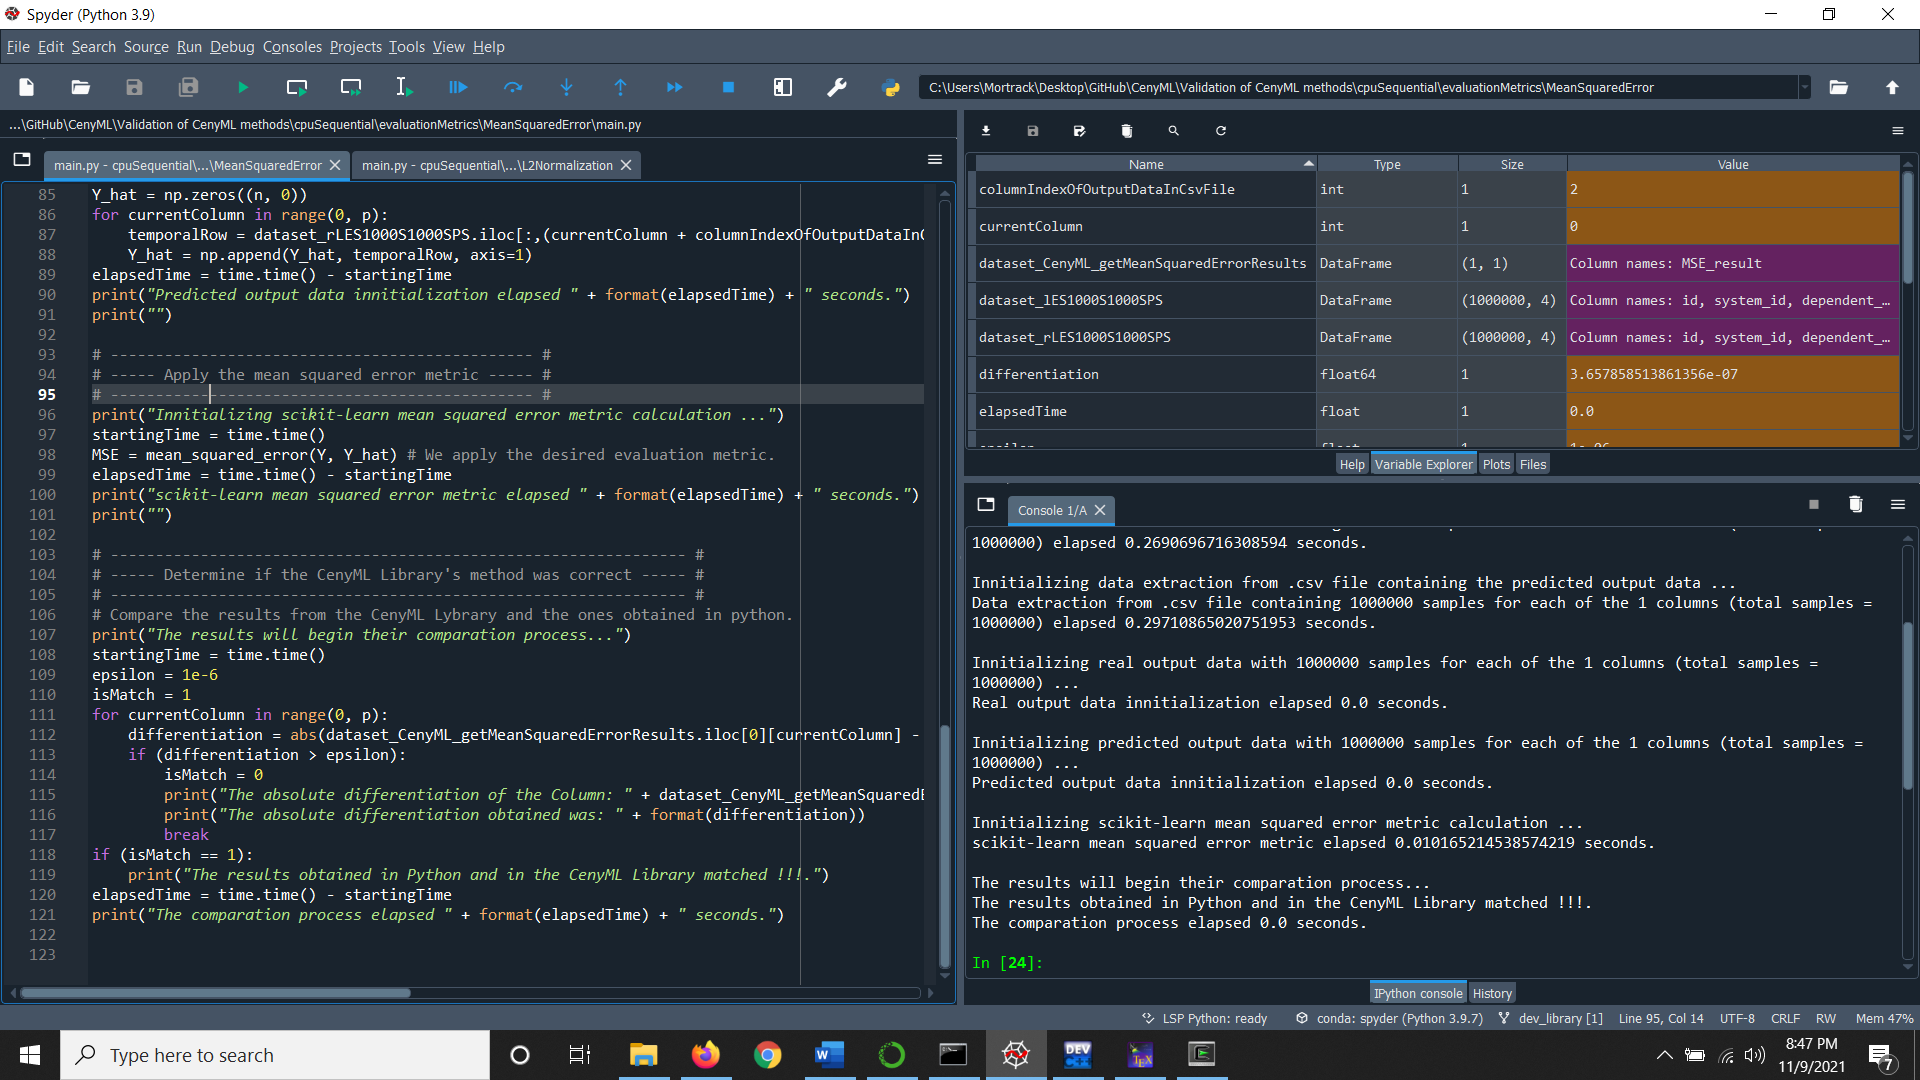 Spyder (Python 3.9)
File Edit Search Source Run Debug Consoles Projects Tools View Help
C:\Users\Mortrack\Desktop\GitHub\CenyML\Validation of CenyML methods\cpuSequential\evaluationMetrics\MeanSquaredError
...\GitHub\CenyML\Validation of CenyML methods\cpuSequential\evaluationMetrics\MeanSquaredError\main.py
main.py - cpuSequential\...\MeanSquaredError main.py - cpuSequential\...\L2Normalization
85 Y_hat = np.zeros((n, 0))
86 for currentColumn in range(0, p):
87 temporalRow = dataset_rLES1000S1000SPS.iloc[:,(currentColumn + columnIndexOfOutputDataIn
88 Y_hat = np.append(Y_hat, temporalRow, axis=1)
89 elapsedTime = time.time() - startingTime
90 print("Predicted output data innitialization elapsed " + format(elapsedTime) + " seconds.")
91 print("")
92
93 # ----------------------------------------------- #
94 # ----- Apply the mean squared error metric ----- #
95 # ----------------------------------------------- #
96 print("Innitializing scikit-learn mean squared error metric calculation ...")
97 startingTime = time.time()
98 MSE = mean_squared_error(Y, Y_hat) # We apply the desired evaluation metric.
99 elapsedTime = time.time() - startingTime
100 print("scikit-learn mean squared error metric elapsed " + format(elapsedTime) + " seconds.")
101 print("")
102
103 # ---------------------------------------------------------------- #
104 # ----- Determine if the CenyML Library's method was correct ----- #
105 # ---------------------------------------------------------------- #
106 # Compare the results from the CenyML Lybrary and the ones obtained in python.
107 print("The results will begin their comparation process...")
108 startingTime = time.time()
109 epsilon = 1e-6
110 isMatch = 1
111 for currentColumn in range(0, p):
112 differentiation = abs(dataset_CenyML_getMeanSquaredErrorResults.iloc[0][currentColumn] -
113 if (differentiation > epsilon):
114 isMatch = 0
115 print("The absolute differentiation of the Column: " + dataset_CenyML_getMeanSquared
116 print("The absolute differentiation obtained was: " + format(differentiation))
117 break
118 if (isMatch == 1):
119 print("The results obtained in Python and in the CenyML Library matched !!!.")
120 elapsedTime = time.time() - startingTime
121 print("The comparation process elapsed " + format(elapsedTime) + " seconds.")
122
123
Name Type Size Value
columnIndexOfOutputDataInCsvFile int 1 2
currentColumn int 1 0
dataset_CenyML_getMeanSquaredErrorResults DataFrame (1, 1) Column names: MSE_result
dataset_lES1000S1000SPS DataFrame (1000000, 4) Column names: id, system_id, dependent_…
dataset_rLES1000S1000SPS DataFrame (1000000, 4) Column names: id, system_id, dependent_…
differentiation float64 1 3.657858513861356e-07
elapsedTime float 1 0.0
Help Variable Explorer Plots Files
Console 1/A
1000000) elapsed 0.2690696716308594 seconds.
Innitializing data extraction from .csv file containing the predicted output data ...
Data extraction from .csv file containing 1000000 samples for each of the 1 columns (total samples =
1000000) elapsed 0.29710865020751953 seconds.
Innitializing real output data with 1000000 samples for each of the 1 columns (total samples =
1000000) ...
Real output data innitialization elapsed 0.0 seconds.
Innitializing predicted output data with 1000000 samples for each of the 1 columns (total samples =
1000000) ...
Predicted output data innitialization elapsed 0.0 seconds.
Innitializing scikit-learn mean squared error metric calculation ...
scikit-learn mean squared error metric elapsed 0.010165214538574219 seconds.
The results will begin their comparation process...
The results obtained in Python and in the CenyML Library matched !!!.
The comparation process elapsed 0.0 seconds.
In [24]:
IPython console History
LSP Python: ready conda: spyder (Python 3.9.7) dev_library [1] Line 95, Col 14 UTF-8 CRLF RW Mem 47%
Type here to search
8:47 PM
11/9/2021
7